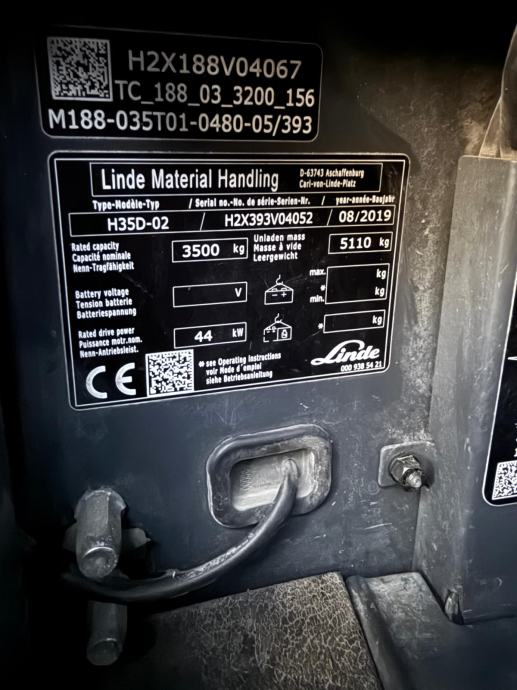 H2X188V04067
TC_188_03_3200_156
M188-035T01-0480-05/393
Linde Material Handling
D-63743 Aschaffenburg
Carl-von-Linde-Platz
Type-Modèle-Typ / Serial no.-No. de série-Serien-Nr. / year-année-Baujahr
H35D-02 / H2X393V04052 / 08/2019
Rated capacity
Capacité nominale
Nenn-Tragfähigkeit
3500 kg
Unladen mass
Masse à vide
Leergewicht
5110 kg
Battery voltage
Tension batterie
Batteriespannung
V
- +
max. kg
*
min. kg
Rated drive power
Puissance motr.nom.
Nenn-Antriebsleist.
44 kW
* kg
CE
* see Operating instructions
voir Mode d´emploi
siehe Betriebsanleitung
Linde
000 938 54 21